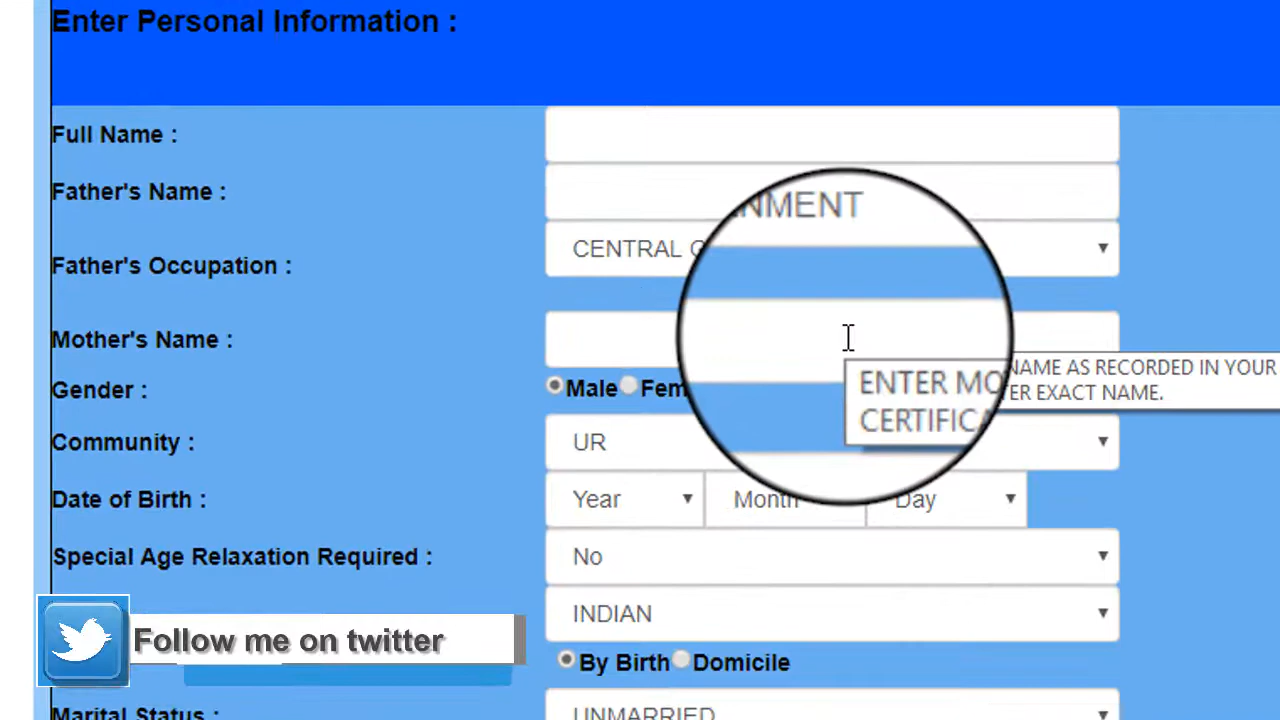 Enter Personal Information :
Full Name :
Father's Name :
NMENT
Father's Occupation :
CENTRAL
Mother's Name :
ENTER MO NAME AS RECORDED IN YOUR
CERTIFICA ER EXACT NAME.
Gender :
Male Fem
Community :
UR
Date of Birth :
Year Month Day
Special Age Relaxation Required :
No
INDIAN
Follow me on twitter
By Birth Domicile
Marital Status :
UNMARRIED